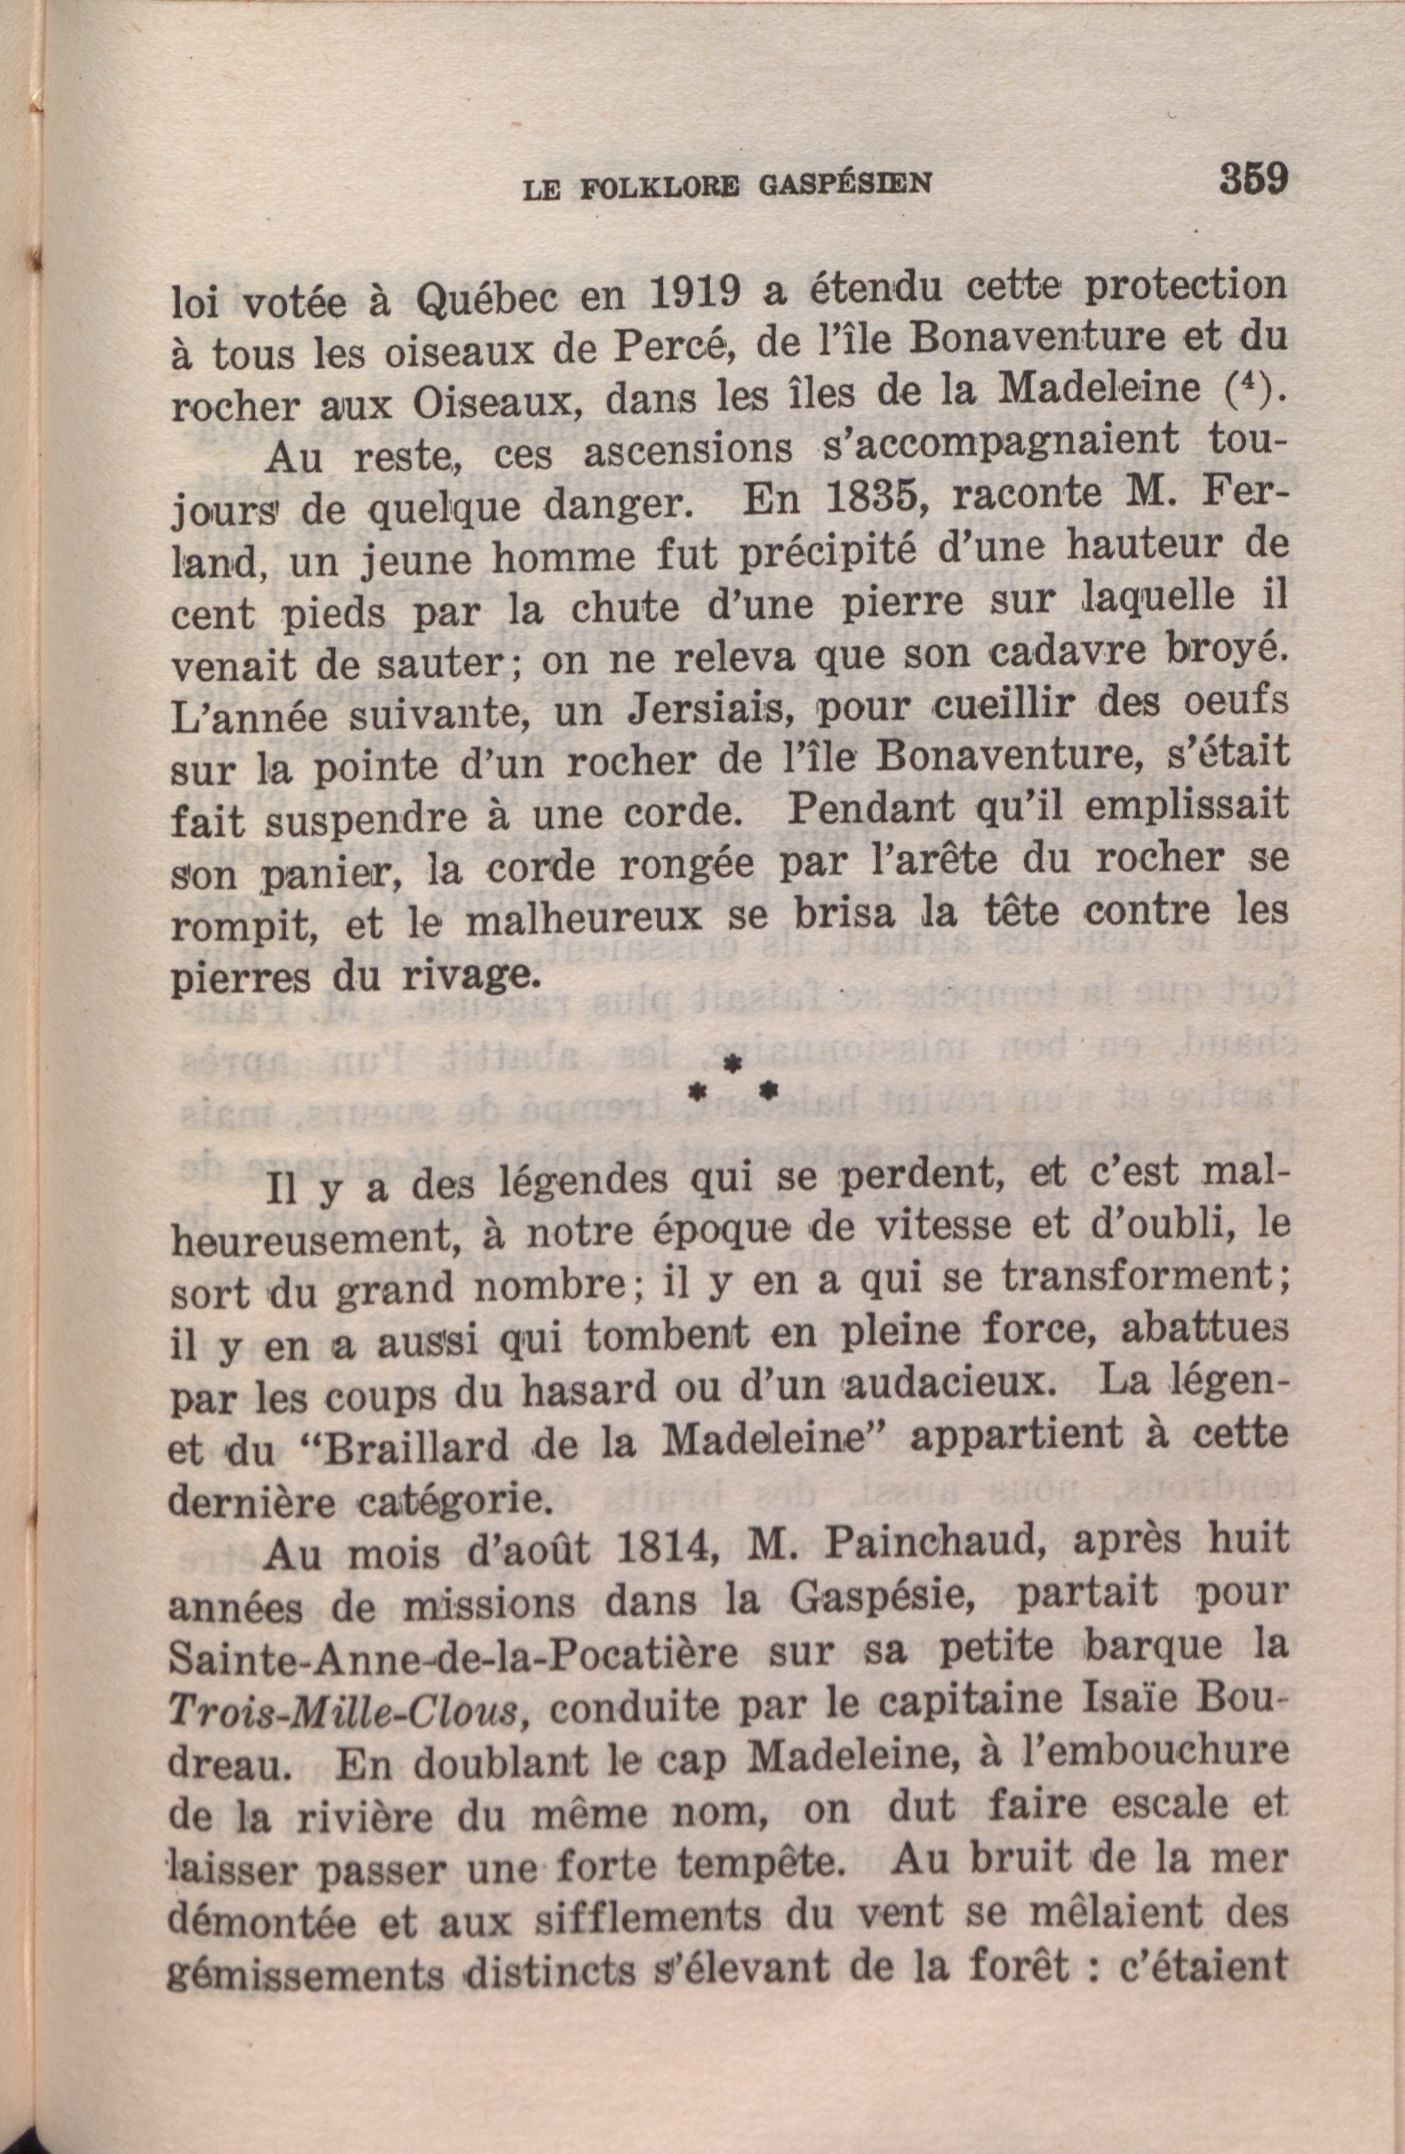 LE FOLKLORE GASPÉSIEN 359
loi votée à Québec en 1919 a étendu cette protection
à tous les oiseaux de Percé, de l'île Bonaventure et du
rocher aux Oiseaux, dans les îles de la Madeleine (⁴).
Au reste, ces ascensions s'accompagnaient tou-
jours de quelque danger. En 1835, raconte M. Fer-
land, un jeune homme fut précipité d'une hauteur de
cent pieds par la chute d'une pierre sur laquelle il
venait de sauter; on ne releva que son cadavre broyé.
L'année suivante, un Jersiais, pour cueillir des oeufs
sur la pointe d'un rocher de l'île Bonaventure, s'était
fait suspendre à une corde. Pendant qu'il emplissait
son panier, la corde rongée par l'arête du rocher se
rompit, et le malheureux se brisa la tête contre les
pierres du rivage.
*
* *
Il y a des légendes qui se perdent, et c'est mal-
heureusement, à notre époque de vitesse et d'oubli, le
sort du grand nombre; il y en a qui se transforment;
il y en a aussi qui tombent en pleine force, abattues
par les coups du hasard ou d'un audacieux. La légen-
et du “Braillard de la Madeleine” appartient à cette
dernière catégorie.
Au mois d'août 1814, M. Painchaud, après huit
années de missions dans la Gaspésie, partait pour
Sainte-Anne-de-la-Pocatière sur sa petite barque la
Trois-Mille-Clous, conduite par le capitaine Isaïe Bou-
dreau. En doublant le cap Madeleine, à l'embouchure
de la rivière du même nom, on dut faire escale et
laisser passer une forte tempête. Au bruit de la mer
démontée et aux sifflements du vent se mêlaient des
gémissements distincts s'élevant de la forêt : c'étaient